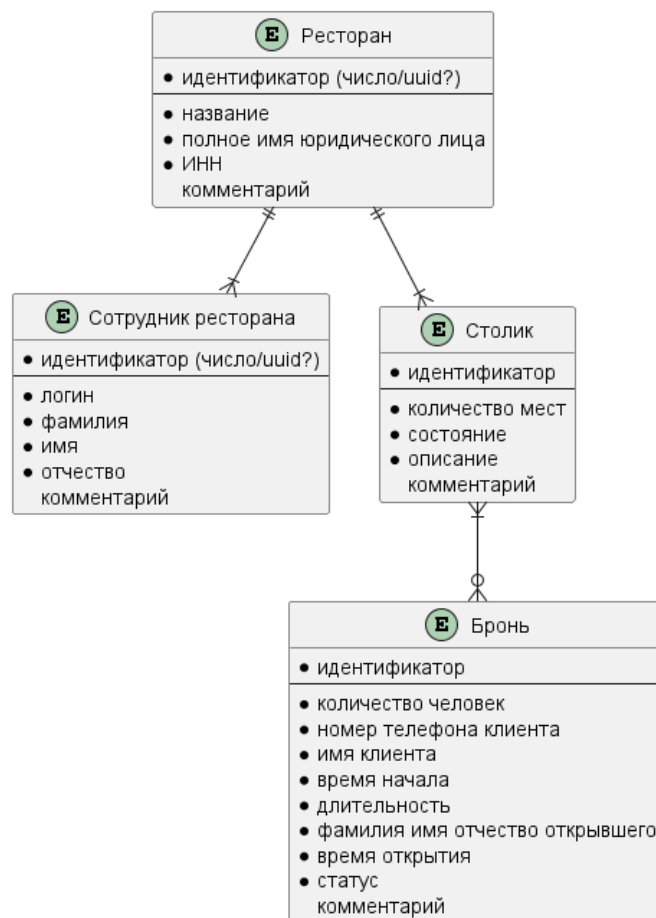 E Ресторан
идентификатор (число/uuid?)
название
полное имя юридического лица
ИНН
комментарий
E Сотрудник ресторана
идентификатор (число/uuid?)
логин
фамилия
имя
отчество
комментарий
E Столик
идентификатор
количество мест
состояние
описание
комментарий
E Бронь
идентификатор
количество человек
номер телефона клиента
имя клиента
время начала
длительность
фамилия имя отчество открывшего
время открытия
статус
комментарий